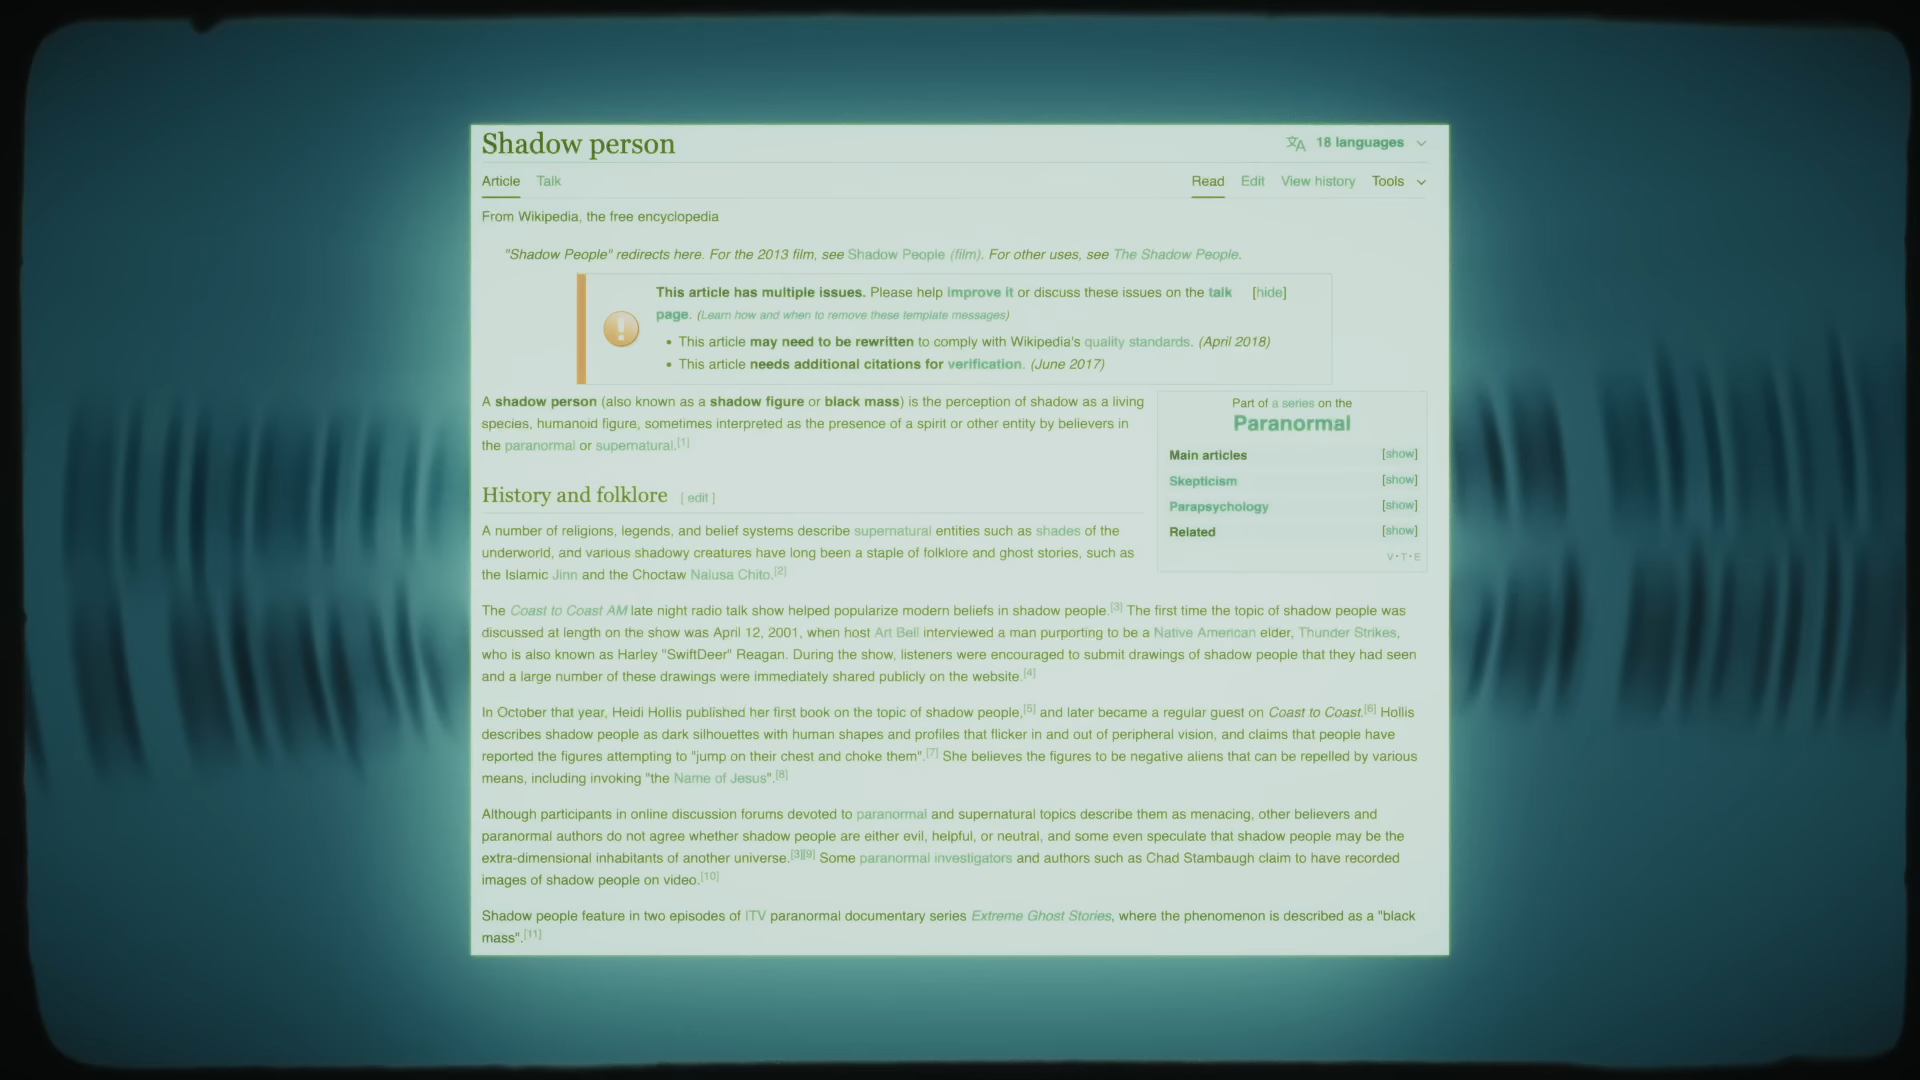 Shadow person
18 languages
Article Talk
Read Edit View history Tools
From Wikipedia, the free encyclopedia
"Shadow People" redirects here. For the 2013 film, see Shadow People (film). For other uses, see The Shadow People.
This article has multiple issues. Please help improve it or discuss these issues on the talk [hide]
page. (Learn how and when to remove these template messages)
• This article may need to be rewritten to comply with Wikipedia's quality standards. (April 2018)
• This article needs additional citations for verification. (June 2017)
A shadow person (also known as a shadow figure or black mass) is the perception of shadow as a living
species, humanoid figure, sometimes interpreted as the presence of a spirit or other entity by believers in
the paranormal or supernatural.[1]
Part of a series on the
Paranormal
Main articles [show]
Skepticism [show]
Parapsychology [show]
Related [show]
V·T·E
History and folklore [ edit ]
A number of religions, legends, and belief systems describe supernatural entities such as shades of the
underworld, and various shadowy creatures have long been a staple of folklore and ghost stories, such as
the Islamic Jinn and the Choctaw Nalusa Chito.[2]
The Coast to Coast AM late night radio talk show helped popularize modern beliefs in shadow people.[3] The first time the topic of shadow people was
discussed at length on the show was April 12, 2001, when host Art Bell interviewed a man purporting to be a Native American elder, Thunder Strikes,
who is also known as Harley "SwiftDeer" Reagan. During the show, listeners were encouraged to submit drawings of shadow people that they had seen
and a large number of these drawings were immediately shared publicly on the website.[4]
In October that year, Heidi Hollis published her first book on the topic of shadow people,[5] and later became a regular guest on Coast to Coast.[6] Hollis
describes shadow people as dark silhouettes with human shapes and profiles that flicker in and out of peripheral vision, and claims that people have
reported the figures attempting to "jump on their chest and choke them".[7] She believes the figures to be negative aliens that can be repelled by various
means, including invoking "the Name of Jesus".[8]
Although participants in online discussion forums devoted to paranormal and supernatural topics describe them as menacing, other believers and
paranormal authors do not agree whether shadow people are either evil, helpful, or neutral, and some even speculate that shadow people may be the
extra-dimensional inhabitants of another universe.[3][9] Some paranormal investigators and authors such as Chad Stambaugh claim to have recorded
images of shadow people on video.[10]
Shadow people feature in two episodes of ITV paranormal documentary series Extreme Ghost Stories, where the phenomenon is described as a "black
mass".[11]